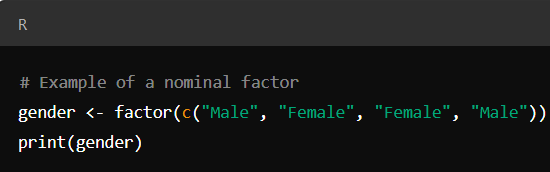 R
# Example of a nominal factor
gender <- factor(c("Male", "Female", "Female", "Male"))
print(gender)